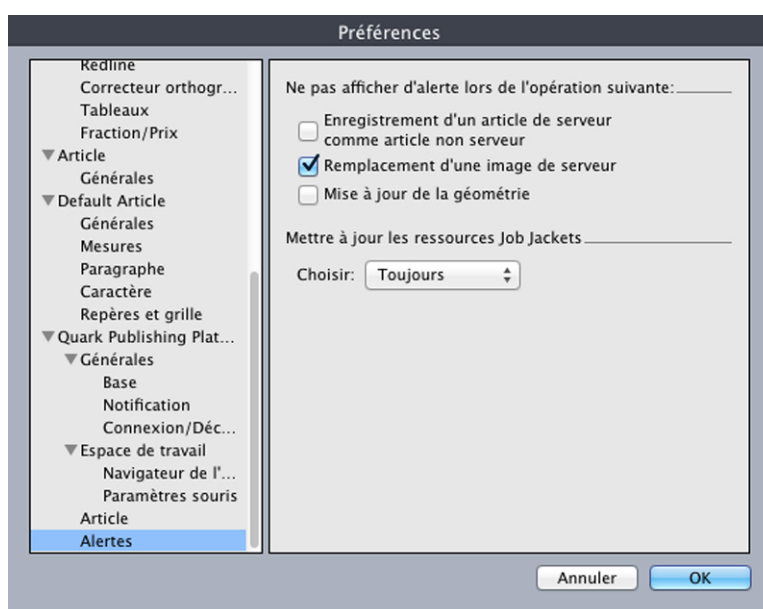 Préférences
Redline
Correcteur orthogr...
Tableaux
Fraction/Prix
Article
Générales
Default Article
Générales
Mesures
Paragraphe
Caractère
Repères et grille
Quark Publishing Plat...
Générales
Base
Notification
Connexion/Déc...
Espace de travail
Navigateur de l'...
Paramètres souris
Article
Alertes
Ne pas afficher d'alerte lors de l'opération suivante:
Enregistrement d'un article de serveur
comme article non serveur
Remplacement d'une image de serveur
Mise à jour de la géométrie
Mettre à jour les ressources Job Jackets
Choisir: Toujours
Annuler OK